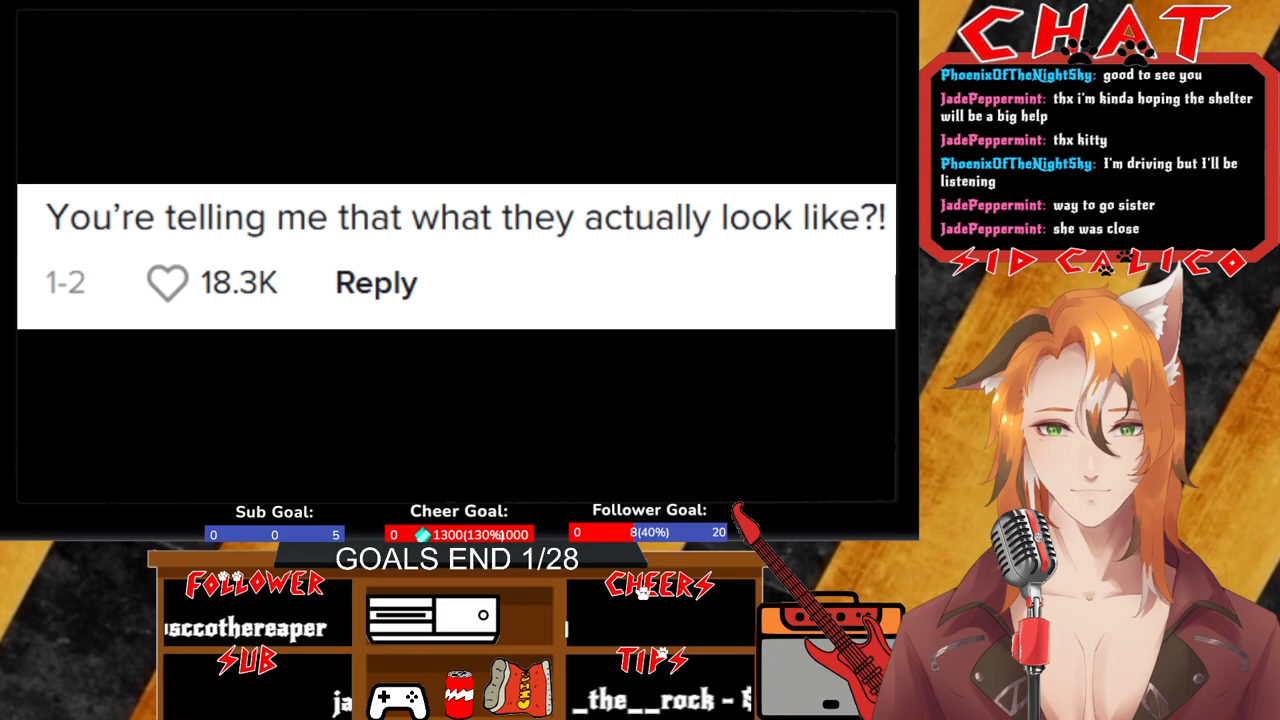 You're telling me that what they actually look like?!
1-2 18.3K Reply
CHAT
PhoenixOfTheNightSky: good to see you
JadePeppermint: thx i'm kinda hoping the shelter
will be a big help
JadePeppermint: thx kitty
PhoenixOfTheNightSky: I'm driving but I'll be
listening
JadePeppermint: way to go sister
JadePeppermint: she was close
SID CALICO
Sub Goal: Cheer Goal: Follower Goal:
0 0 5 0 1300(130%) 1000 0 8(40%) 20
GOALS END 1/28
FOLLOWER CHEERS
sccothereaper
SUB TIPS
ja _the__rock -